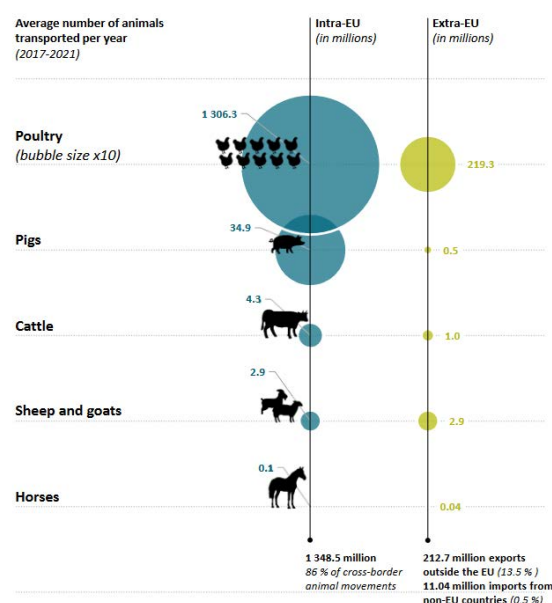 Average number of animals
transported per year
(2017-2021)
Intra-EU
(in millions)
Extra-EU
(in millions)
1 306.3
Poultry
(bubble size x10)
219.3
34.9
Pigs
0.5
4.3
Cattle
1.0
2.9
Sheep and goats
2.9
0.1
Horses
0.04
1 348.5 million
86 % of cross-border
animal movements
212.7 million exports
outside the EU (13.5 % )
11.04 million imports from
non-EU countries (0.5 %)